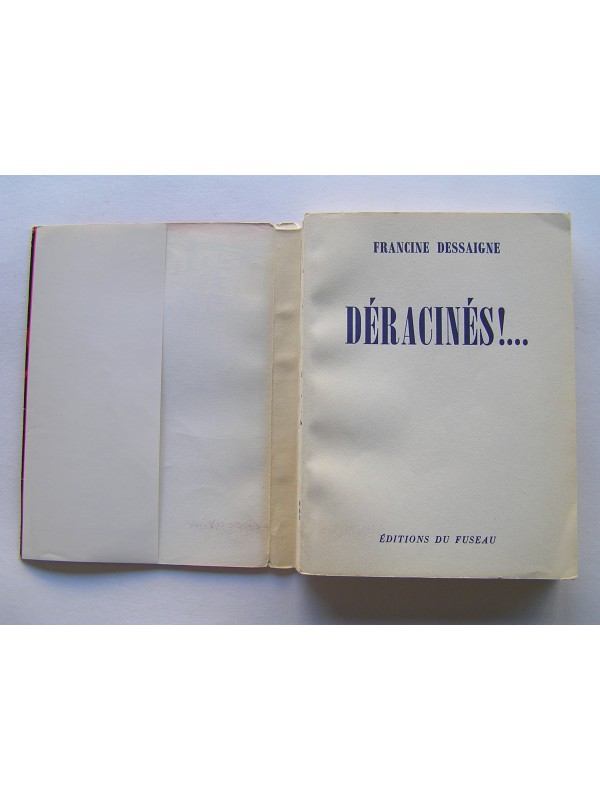 FRANCINE DESSAIGNE
DÉRACINÉS!....
ÉDITIONS DU FUSEAU